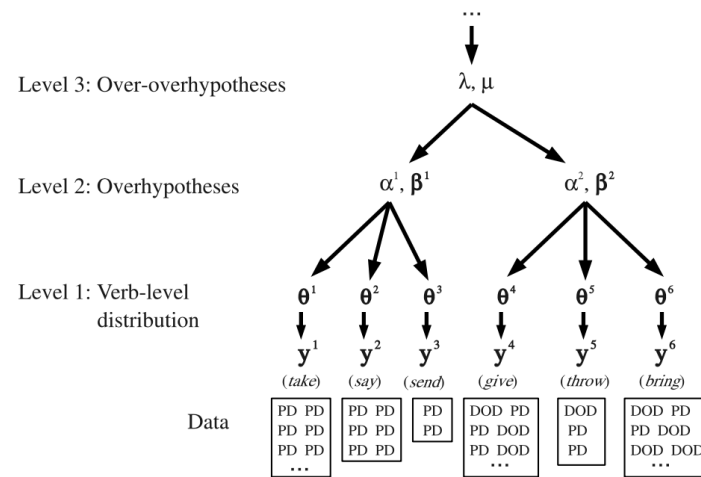 ...
Level 3: Over-overhypotheses
λ, μ
Level 2: Overhypotheses
α¹, β¹
α², β²
Level 1: Verb-level
distribution
θ¹ θ² θ³ θ⁴ θ⁵ θ⁶
y¹ y² y³ y⁴ y⁵ y⁶
(take) (say) (send) (give) (throw) (bring)
Data
PD PD
PD PD
PD PD
...
PD PD
PD PD
PD PD
PD
PD
DOD PD
PD DOD
PD DOD
...
DOD
PD
PD
DOD PD
PD DOD
DOD DOD
...